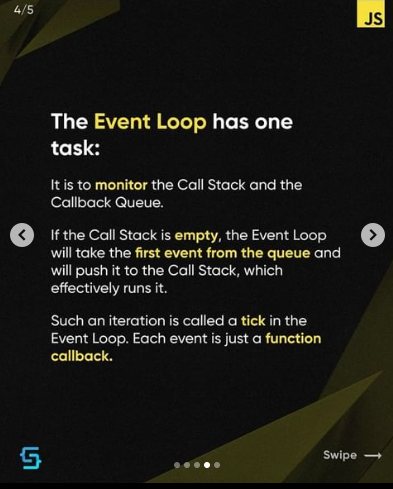 4/5
JS
The Event Loop has one
task:
It is to monitor the Call Stack and the
Callback Queue.
If the Call Stack is empty, the Event Loop
will take the first event from the queue and
will push it to the Call Stack, which
effectively runs it.
Such an iteration is called a tick in the
Event Loop. Each event is just a function
callback.
Swipe